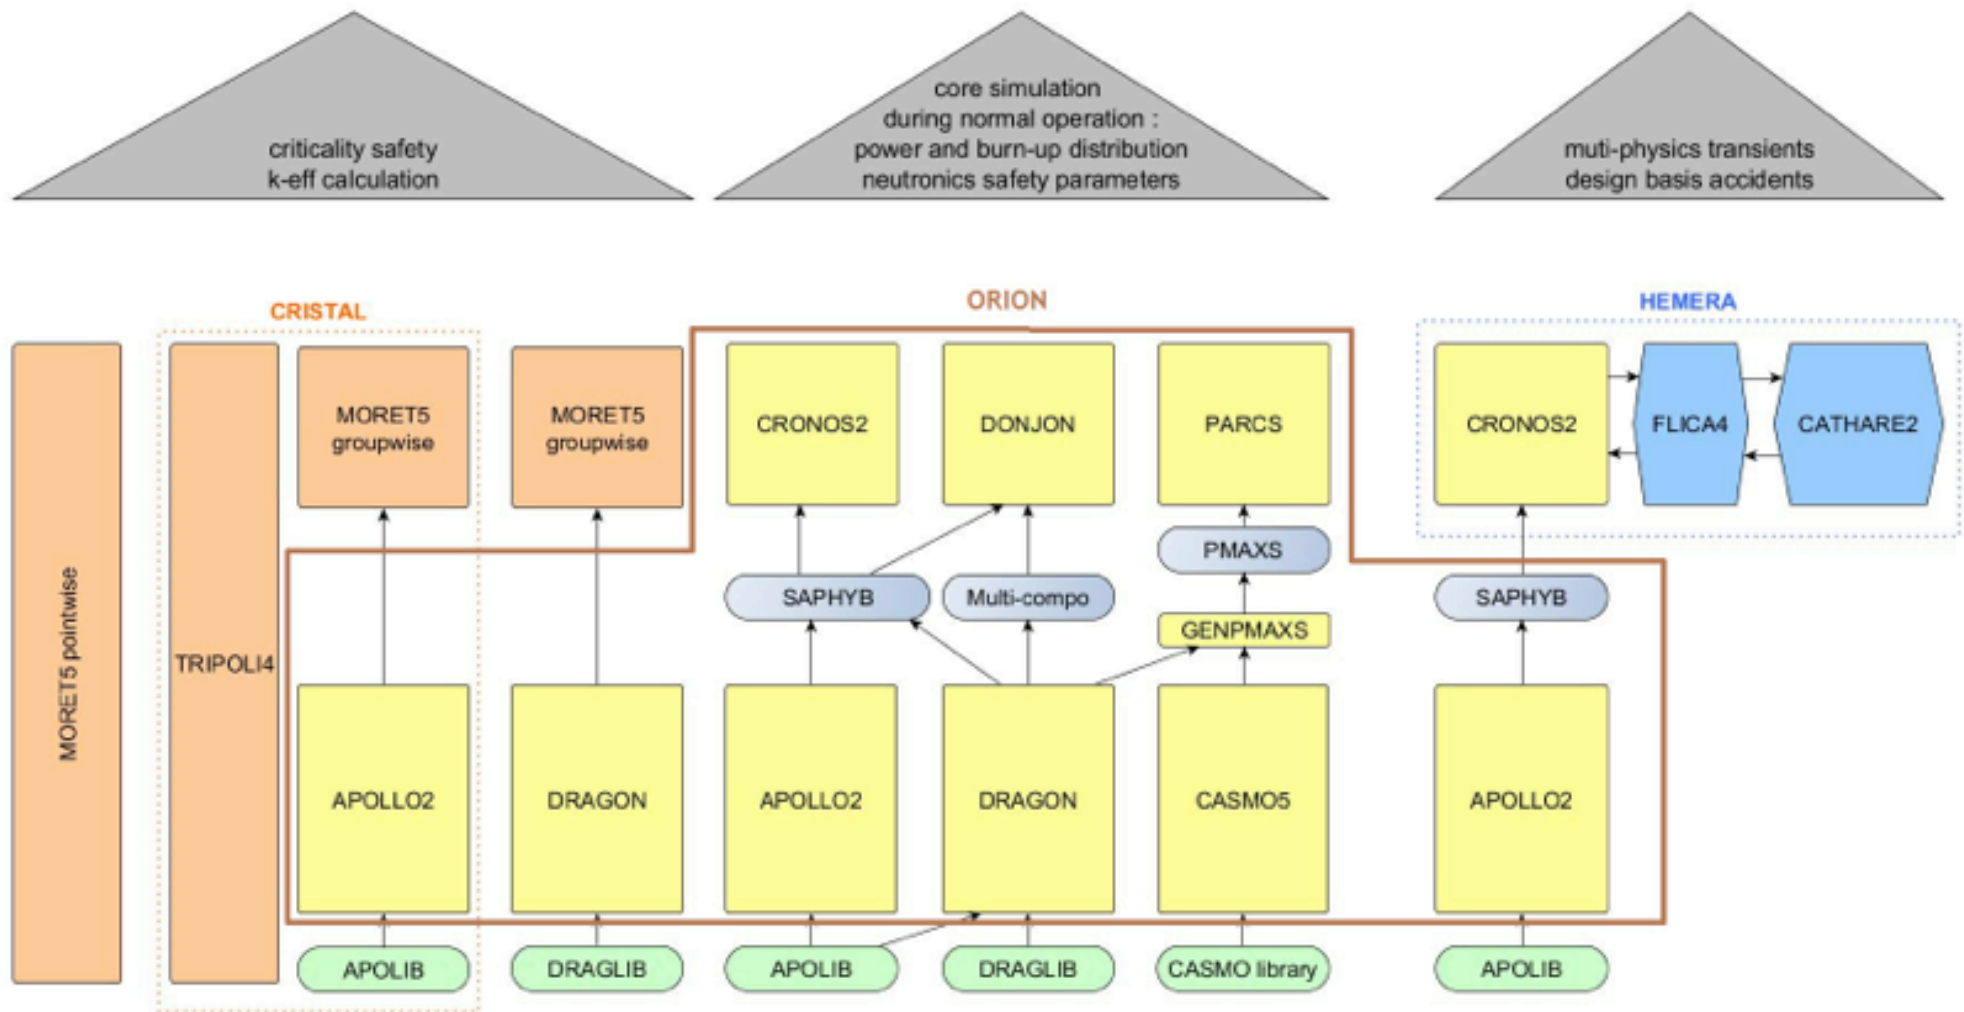 criticality safety
k-eff calculation
core simulation
during normal operation :
power and burn-up distribution
neutronics safety parameters
muti-physics transients
design basis accidents
CRISTAL
ORION
HEMERA
MORET5 pointwise
TRIPOLI4
MORET5
groupwise
MORET5
groupwise
CRONOS2
DONJON
PARCS
CRONOS2
FLICA4
CATHARE2
PMAXS
SAPHYB
Multi-compo
GENPMAXS
SAPHYB
APOLLO2
DRAGON
APOLLO2
DRAGON
CASMO5
APOLLO2
APOLIB
DRAGLIB
APOLIB
DRAGLIB
CASMO library
APOLIB